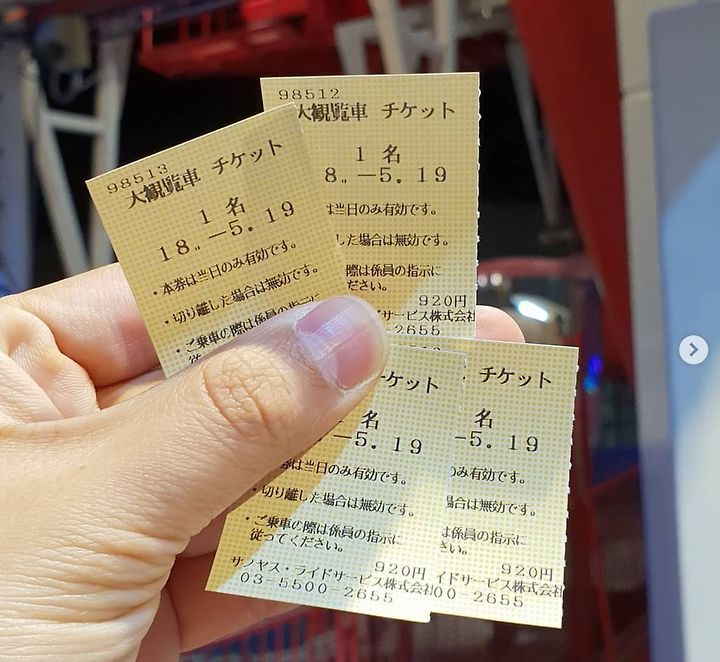 98513
大観覧車 チケット
1名
18.-5.19
・本券は当日のみ有効です。
・切り離した場合は無効です。
・ご乗車の際は係員の指示に
従
98512
大観覧車 チケット
1名
8.-5.19
は当日のみ有効です。
した場合は無効です。
際は係員の指示に
ださい。
920円
イドサービス株式会社
2655
ケット
名
-5.19
券は当日のみ有効です。
・切り離した場合は無効です。
・ご乗車の際は係員の指示に
従ってください。
920円
サノヤス・ライドサービス株式会社
03-5500-2655
チケット
名
-5.19
のみ有効です。
場合は無効です。
は係員の指示に
さい。
920円
イドサービス株式会社
00-2655